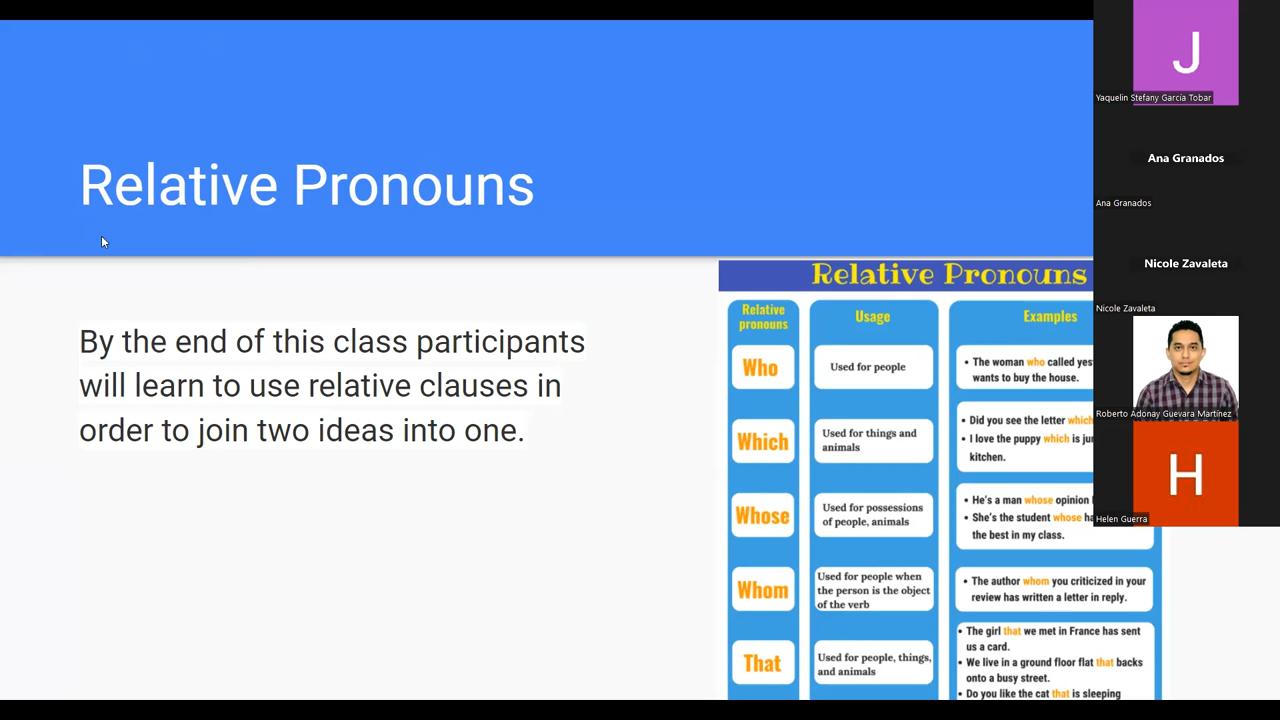 Relative Pronouns
By the end of this class participants
will learn to use relative clauses in
order to join two ideas into one.
Relative Pronouns
Relative
pronouns
Usage
Examples
Who
Used for people
• The woman who called
wants to buy the house.
Which
Used for things and
animals
• Did you see the letter which
• I love the puppy which is
kitchen.
Whose
Used for possessions
of people, animals
• He's a man whose opinion
• She's the student whose
the best in my class.
Whom
Used for people when
the person is the object
of the verb
• The author whom you criticized in your
review has written a letter in reply.
That
Used for people, things,
and animals
• The girl that we met in France has sent
us a card.
• We live in a ground floor flat that backs
onto a busy street.
• Do you like the cat that is sleeping
J
Yaquelin Stefany García Tobar
Ana Granados
Ana Granados
Nicole Zavaleta
Nicole Zavaleta
Roberto Adonay Guevara Martínez
H
Helen Guerra